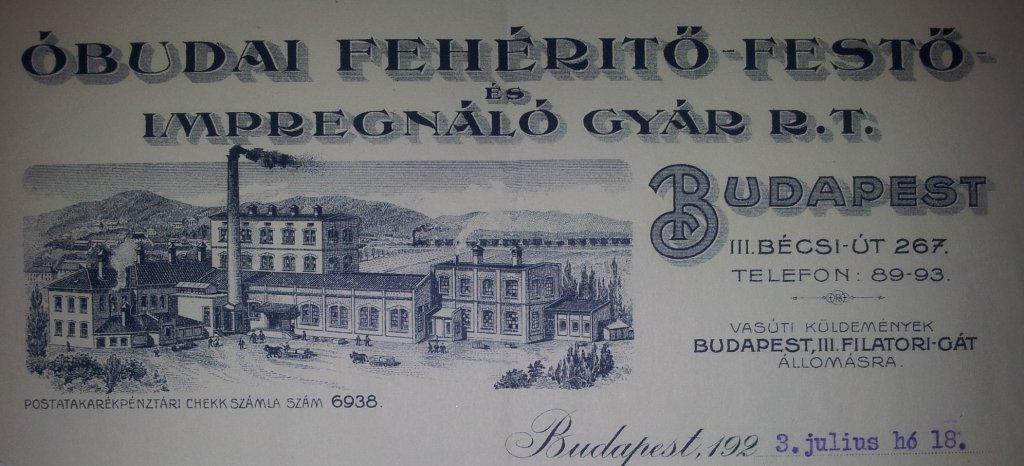 ÓBUDAI FEHÉRITŐ-FESTŐ-
ÉS
IMPREGNÁLÓ GYÁR R.T.
BUDAPEST
III. BÉCSI-ÚT 267.
TELEFON: 89-93.
VASÚTI KÜLDEMÉNYEK
BUDAPEST, III. FILATORI-GÁT
ÁLLOMÁSRA.
POSTATAKARÉKPÉNZTÁRI CHEKK SZÁMLA SZÁM 6938.
Budapest, 192 3. julius hó 18.